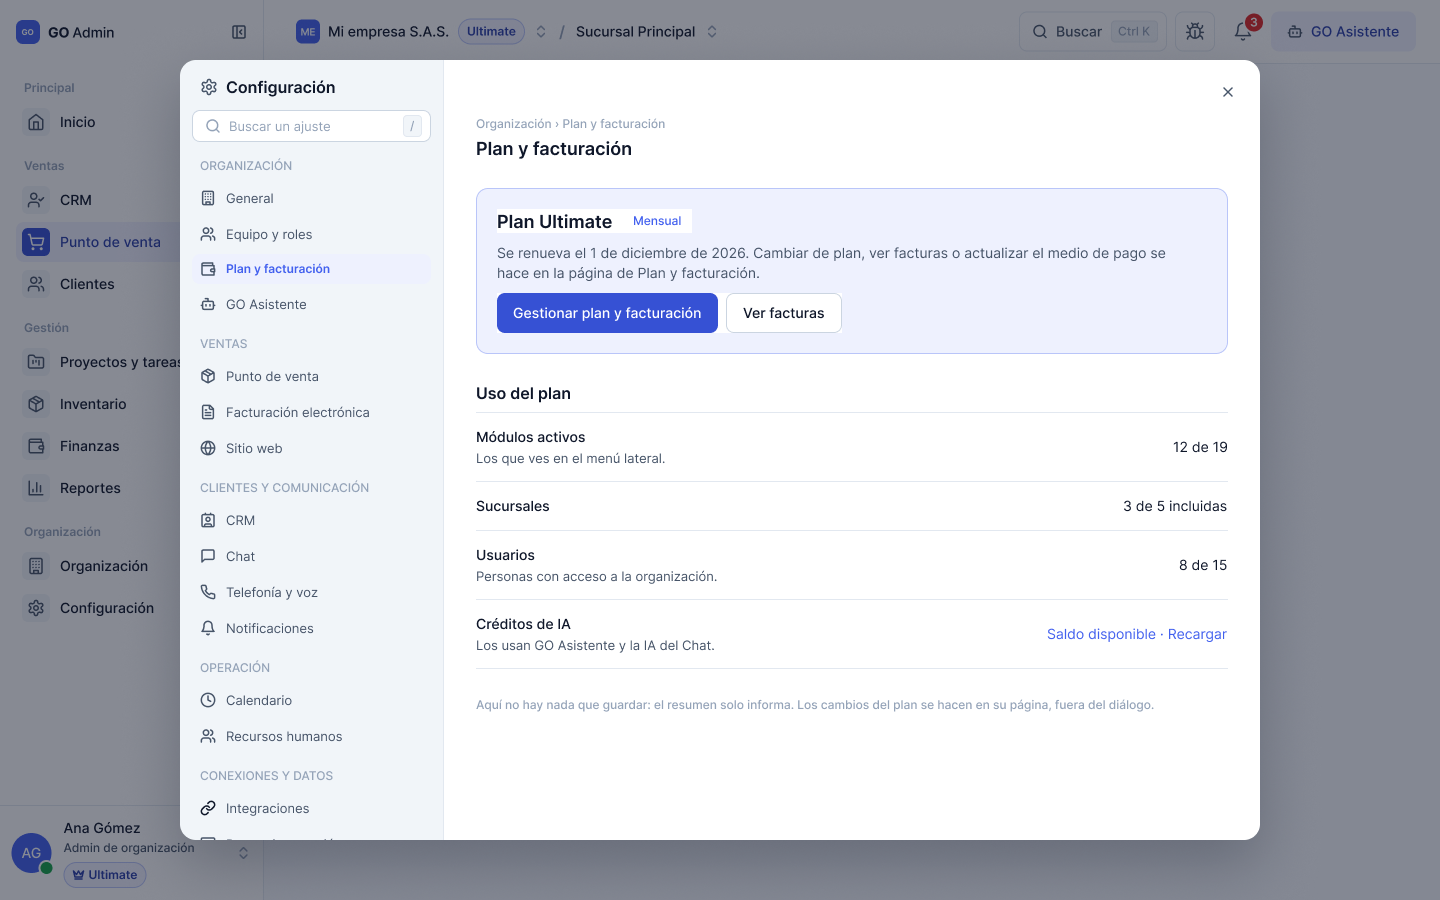 GO
GO Admin
ME
Mi empresa S.A.S.
Ultimate
/
Sucursal Principal
Buscar
Ctrl K
3
GO Asistente
Principal
Inicio
Ventas
CRM
Punto de venta
Clientes
Gestión
Proyectos y tareas
Inventario
Finanzas
Reportes
Organización
Organización
Configuración
AG
Ana Gómez
Admin de organización
Ultimate
Configuración
Buscar un ajuste
/
ORGANIZACIÓN
General
Equipo y roles
Plan y facturación
GO Asistente
VENTAS
Punto de venta
Facturación electrónica
Sitio web
CLIENTES Y COMUNICACIÓN
CRM
Chat
Telefonía y voz
Notificaciones
OPERACIÓN
Calendario
Recursos humanos
CONEXIONES Y DATOS
Integraciones
Organización › Plan y facturación
Plan y facturación
Plan Ultimate
Mensual
Se renueva el 1 de diciembre de 2026. Cambiar de plan, ver facturas o actualizar el medio de pago se
hace en la página de Plan y facturación.
Gestionar plan y facturación
Ver facturas
Uso del plan
Módulos activos
Los que ves en el menú lateral.
12 de 19
Sucursales
3 de 5 incluidas
Usuarios
Personas con acceso a la organización.
8 de 15
Créditos de IA
Los usan GO Asistente y la IA del Chat.
Saldo disponible · Recargar
Aquí no hay nada que guardar: el resumen solo informa. Los cambios del plan se hacen en su página, fuera del diálogo.